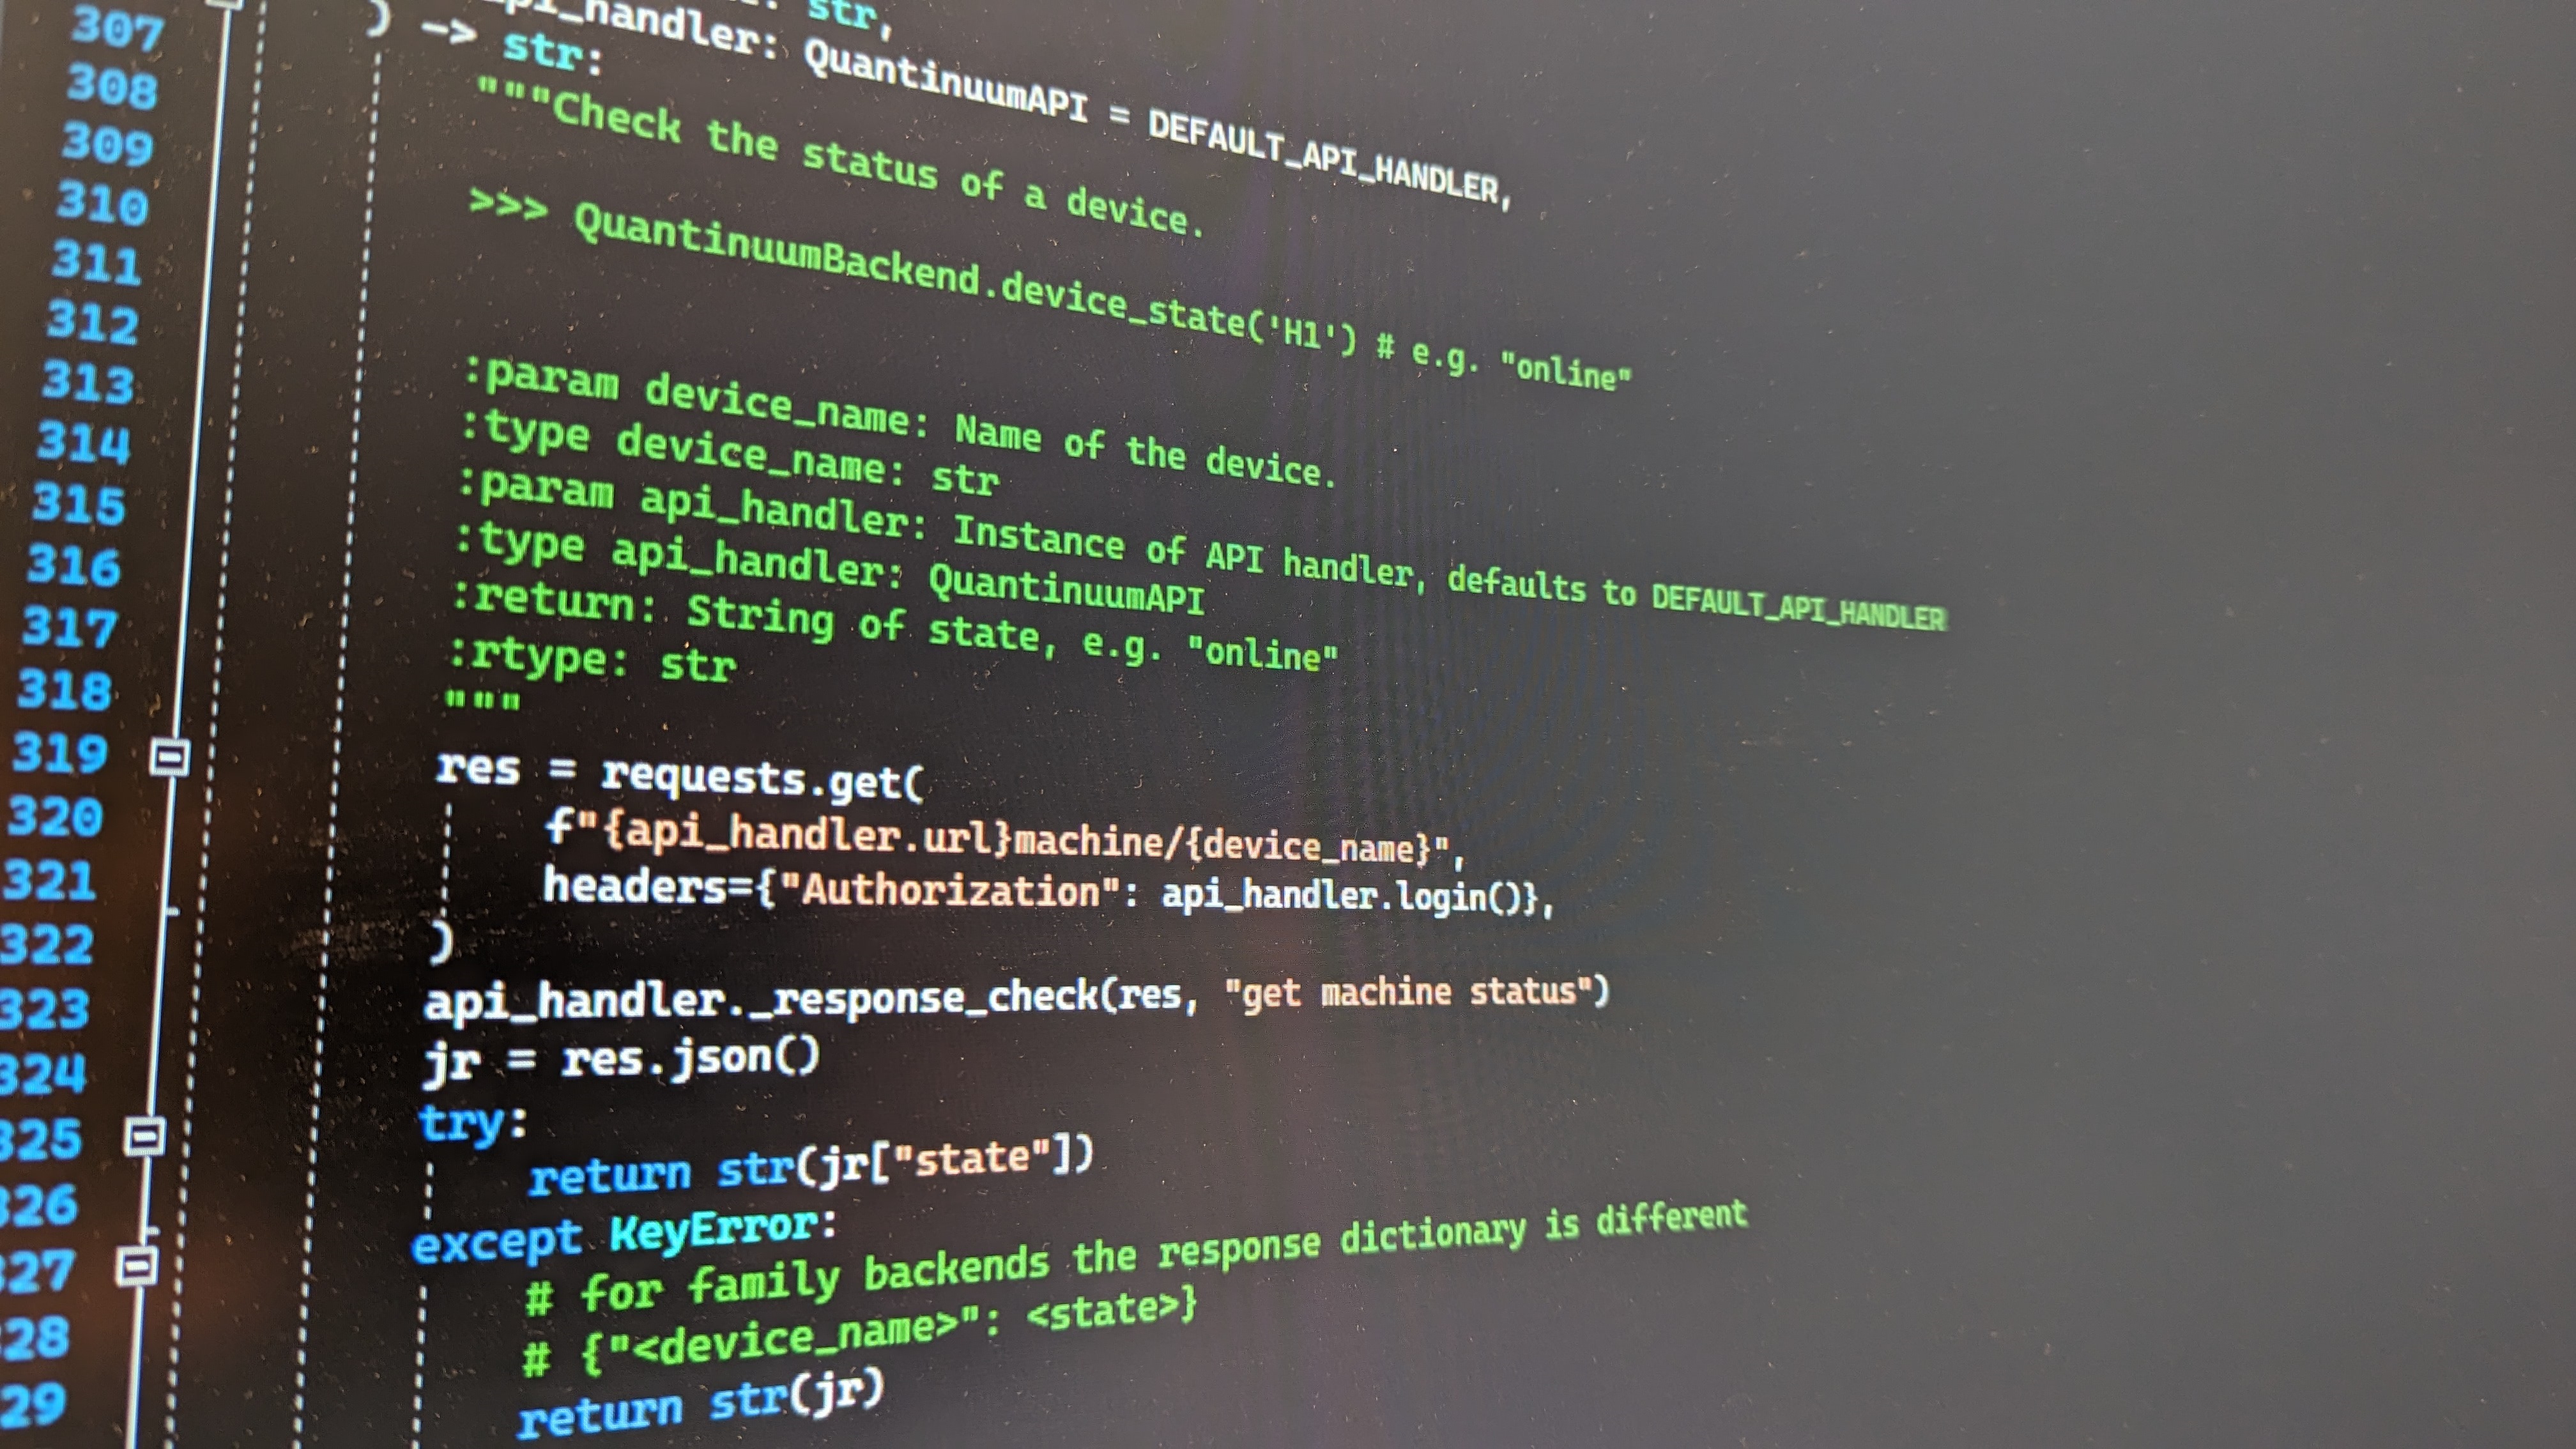 str,
api_handler: QuantinuumAPI = DEFAULT_API_HANDLER,
307 ) -> str:
308 """Check the status of a device.
309
310 >>> QuantinuumBackend.device_state('H1') # e.g. "online"
311
312 :param device_name: Name of the device.
313 :type device_name: str
314 :param api_handler: Instance of API handler, defaults to DEFAULT_API_HANDLER
315 :type api_handler: QuantinuumAPI
316 :return: String of state, e.g. "online"
317 :rtype: str
318 """
319 res = requests.get(
320 f"{api_handler.url}machine/{device_name}",
321 headers={"Authorization": api_handler.login()},
322 )
323 api_handler._response_check(res, "get machine status")
324 jr = res.json()
325 try:
326 return str(jr["state"])
327 except KeyError:
328 # for family backends the response dictionary is different
29 # {"<device_name>": <state>}
return str(jr)